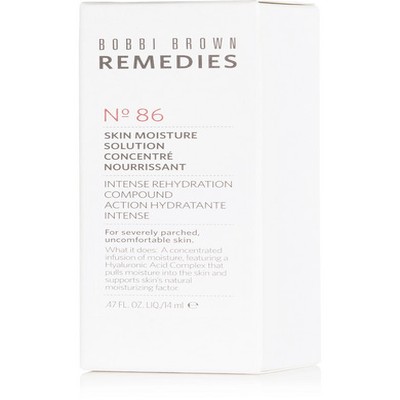 BOBBI BROWN
REMEDIES
Nº 86
SKIN MOISTURE
SOLUTION
CONCENTRÉ
NOURRISSANT
INTENSE REHYDRATION
COMPOUND
ACTION HYDRATANTE
INTENSE
For severely parched,
uncomfortable skin.
What it does: A concentrated
infusion of moisture, featuring a
Hyaluronic Acid Complex that
pulls moisture into the skin and
supports skin's natural
moisturizing factor.
.47 FL. OZ. LIQ./14 ml ℮